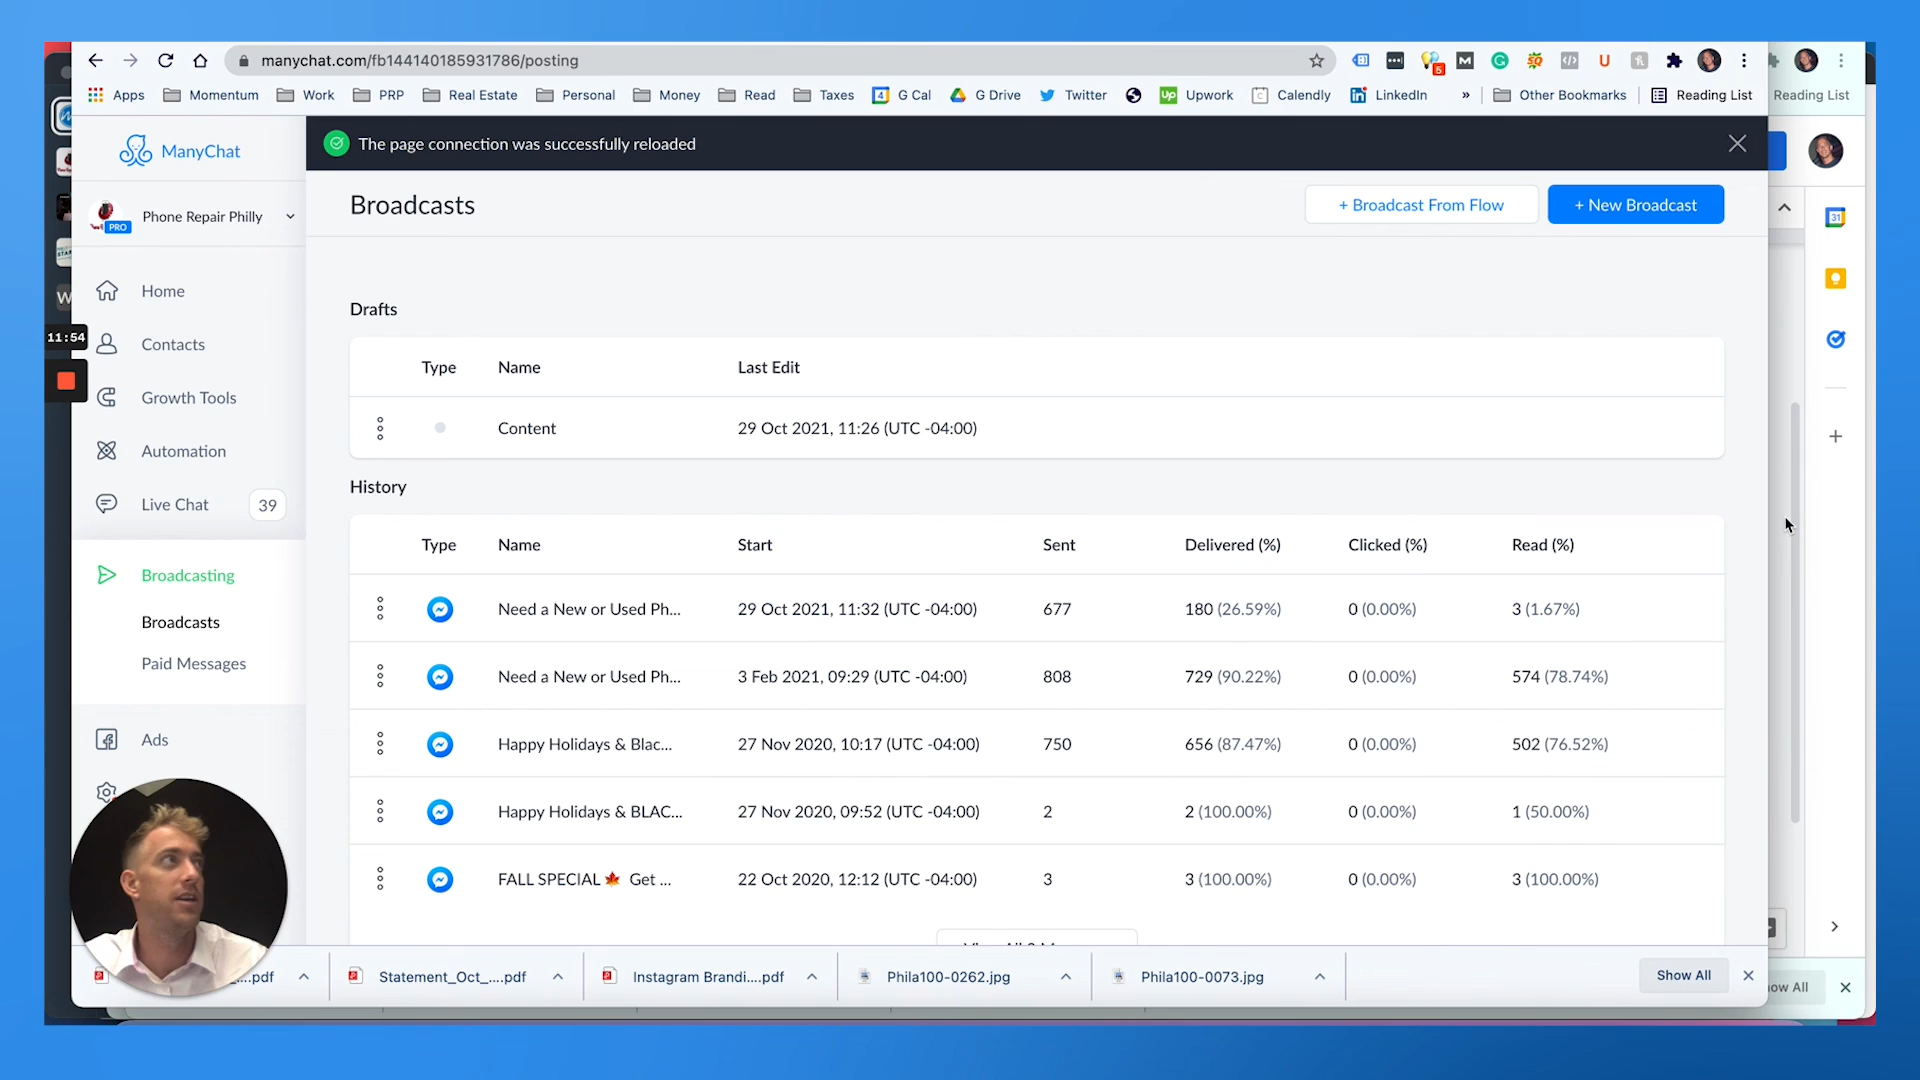 manychat.com/fb144140185931786/posting
5
Apps Momentum Work PRP Real Estate Personal Money Read Taxes 4 G Cal G Drive Twitter Up Upwork C Calendly in LinkedIn » Other Bookmarks Reading List Reading List
ManyChat
The page connection was successfully reloaded
Phone Repair Philly
PRO
Broadcasts
+ Broadcast From Flow
+ New Broadcast
31
Home
Contacts
Growth Tools
Automation
Live Chat 39
Broadcasting
Broadcasts
Paid Messages
Ads
W
11:54
Drafts
Type Name Last Edit
Content 29 Oct 2021, 11:26 (UTC -04:00)
History
Type Name Start Sent Delivered (%) Clicked (%) Read (%)
Need a New or Used Ph... 29 Oct 2021, 11:32 (UTC -04:00) 677 180 (26.59%) 0 (0.00%) 3 (1.67%)
Need a New or Used Ph... 3 Feb 2021, 09:29 (UTC -04:00) 808 729 (90.22%) 0 (0.00%) 574 (78.74%)
Happy Holidays & Blac... 27 Nov 2020, 10:17 (UTC -04:00) 750 656 (87.47%) 0 (0.00%) 502 (76.52%)
Happy Holidays & BLAC... 27 Nov 2020, 09:52 (UTC -04:00) 2 2 (100.00%) 0 (0.00%) 1 (50.00%)
FALL SPECIAL🍁 Get ... 22 Oct 2020, 12:12 (UTC -04:00) 3 3 (100.00%) 0 (0.00%) 3 (100.00%)
....pdf Statement_Oct_....pdf Instagram Brandi....pdf Phila100-0262.jpg Phila100-0073.jpg Show All
ow All